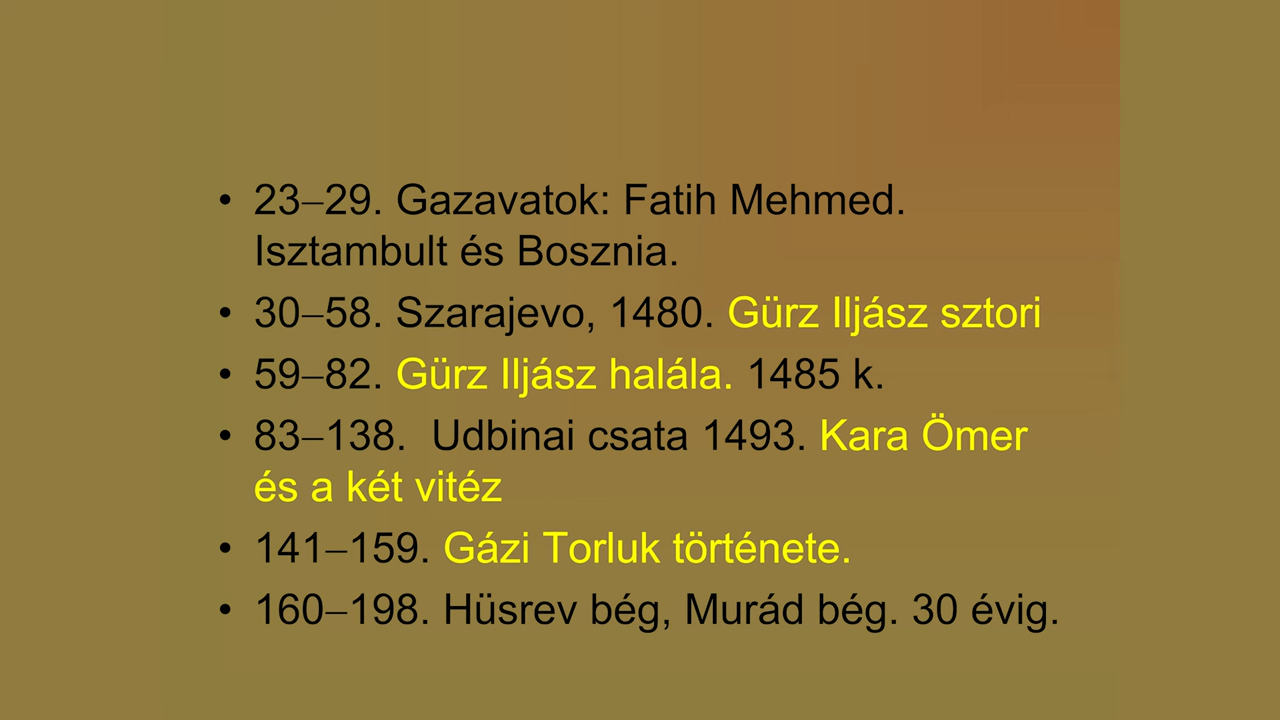 • 23–29. Gazavatok: Fatih Mehmed.
Isztambult és Bosznia.
• 30–58. Szarajevo, 1480. Gürz Iljász sztori
• 59–82. Gürz Iljász halála. 1485 k.
• 83–138.  Udbinai csata 1493. Kara Ömer
és a két vitéz
• 141–159. Gázi Torluk története.
• 160–198. Hüsrev bég, Murád bég. 30 évig.